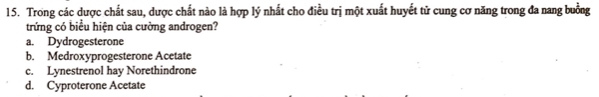 15. Trong các dược chất sau, dược chất nào là hợp lý nhất cho điều trị một xuất huyết tử cung cơ năng trong đa nang buồng
trứng có biểu hiện của cường androgen?
a. Dydrogesterone
b. Medroxyprogesterone Acetate
c. Lynestrenol hay Norethindrone
d. Cyproterone Acetate